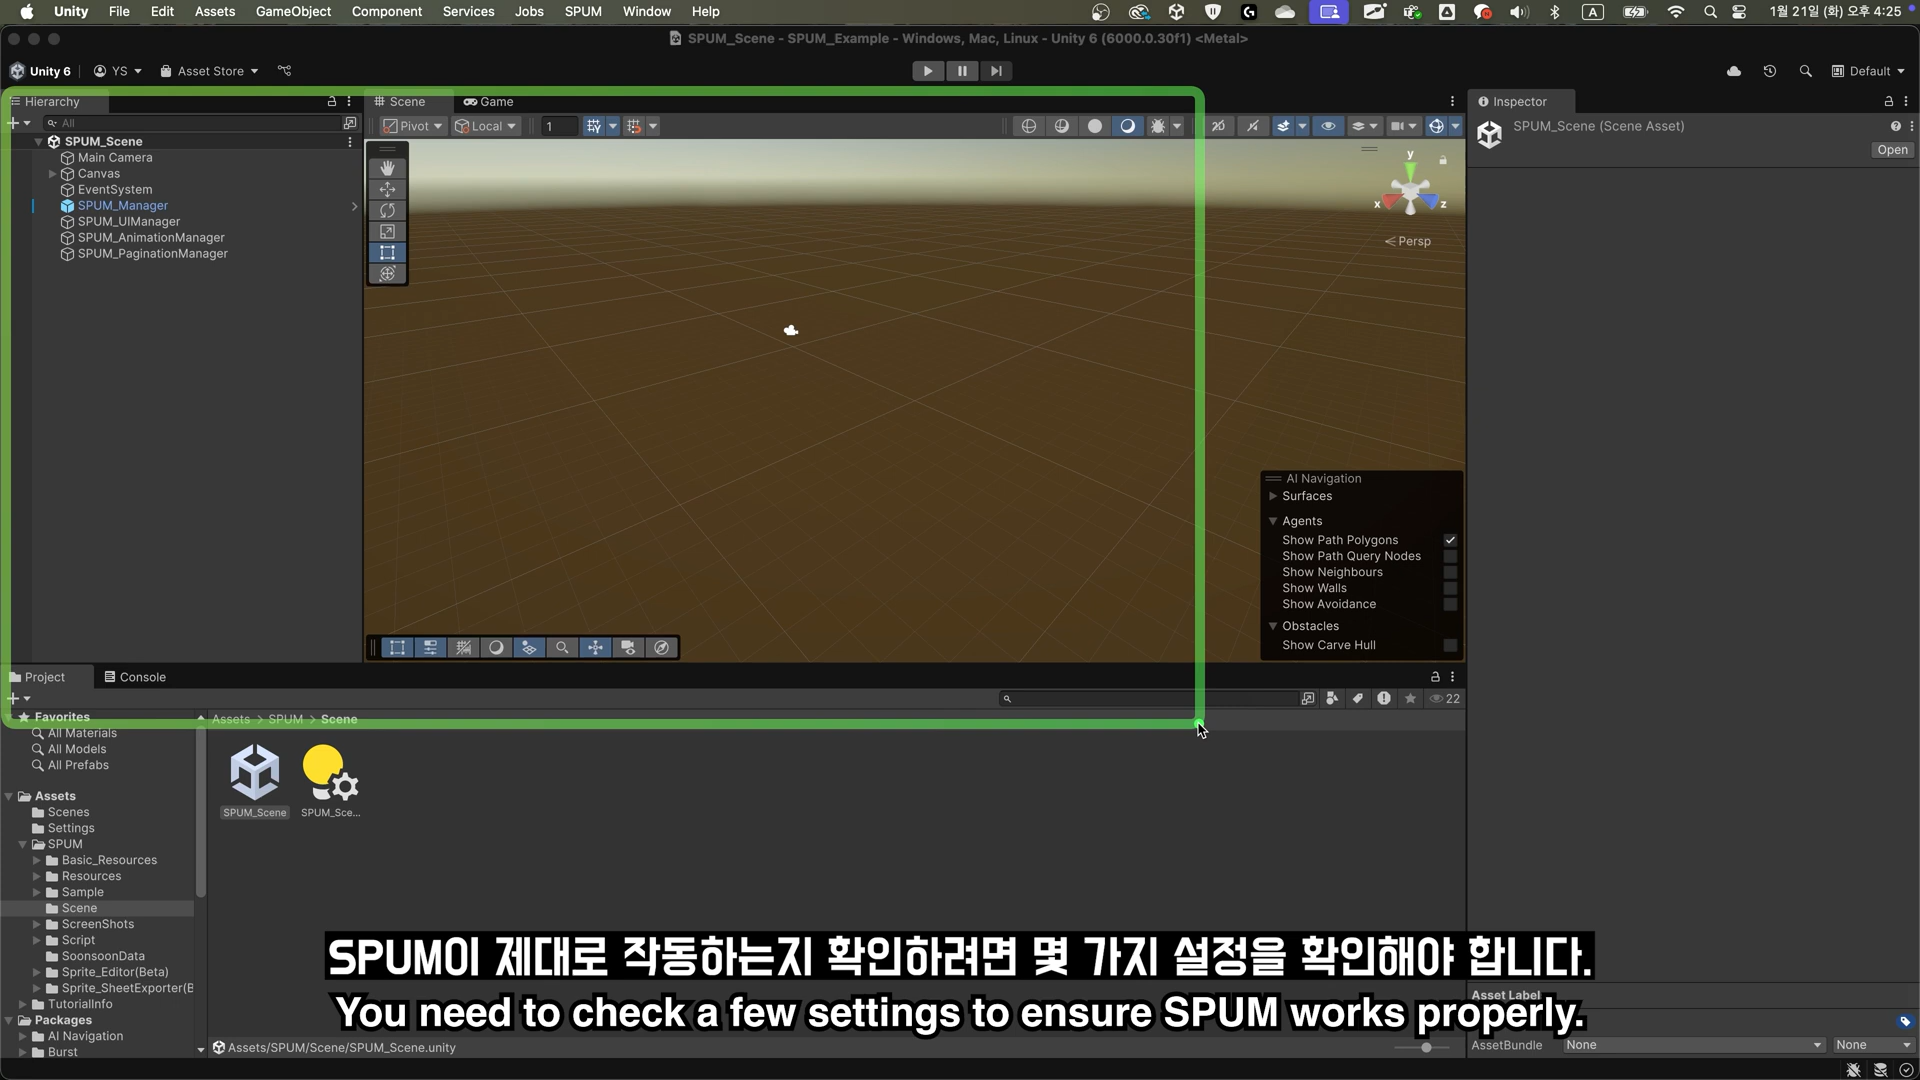 Unity File Edit Assets GameObject Component Services Jobs SPUM Window Help
A
1월 21일 (화) 오후 4:25
SPUM_Scene - SPUM_Example - Windows, Mac, Linux - Unity 6 (6000.0.30f1) <Metal>
Unity 6 YS Asset Store
Default
Hierarchy
All
SPUM_Scene
Main Camera
Canvas
EventSystem
SPUM_Manager
SPUM_UIManager
SPUM_AnimationManager
SPUM_PaginationManager
Scene Game
Pivot Local 1
2D
y
x z
Persp
AI Navigation
Surfaces
Agents
Show Path Polygons
Show Path Query Nodes
Show Neighbours
Show Walls
Show Avoidance
Obstacles
Show Carve Hull
Inspector
SPUM_Scene (Scene Asset)
Open
Project Console
22
Favorites
All Materials
All Models
All Prefabs
Assets
Scenes
Settings
SPUM
Basic_Resources
Resources
Sample
Scene
ScreenShots
Script
SoonsoonData
Sprite_Editor(Beta)
Sprite_SheetExporter(B
TutorialInfo
Packages
AI Navigation
Burst
Assets > SPUM > Scene
SPUM_Scene SPUM_Sce...
SPUM이 제대로 작동하는지 확인하려면 몇 가지 설정을 확인해야 합니다.
You need to check a few settings to ensure SPUM works properly.
Assets/SPUM/Scene/SPUM_Scene.unity
Asset Label
AssetBundle None None